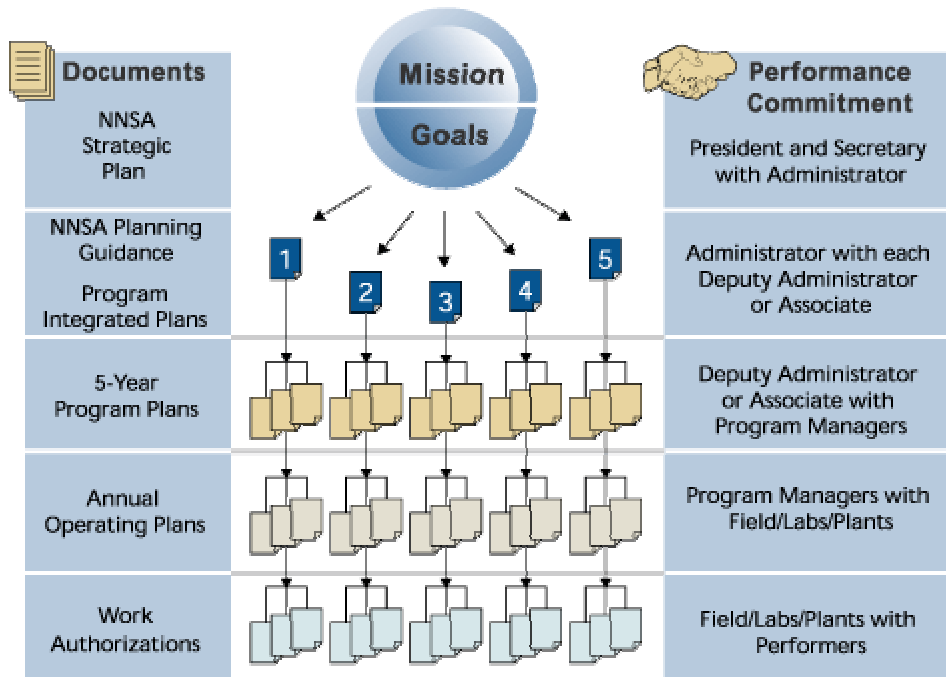 Documents
NNSA
Strategic
Plan
Mission
Goals
Performance
Commitment
President and Secretary
with Administrator
NNSA Planning
Guidance
Program
Integrated Plans
1
2
3
4
5
Administrator with each
Deputy Administrator
or Associate
5-Year
Program Plans
Deputy Administrator
or Associate with
Program Managers
Annual
Operating Plans
Program Managers with
Field/Labs/Plants
Work
Authorizations
Field/Labs/Plants with
Performers